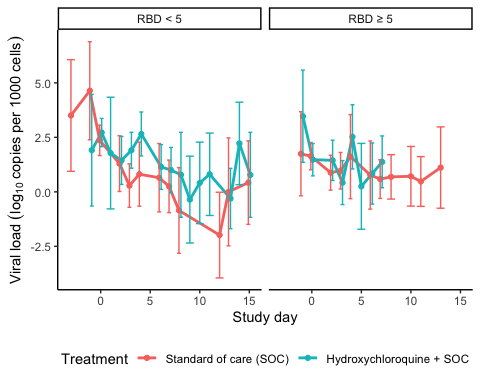 RBD < 5 RBD ≥ 5
Viral load (log₁₀ copies per 1000 cells)
5.0
2.5
0.0
-2.5
0 5 10 15 0 5 10 15
Study day
Treatment Standard of care (SOC) Hydroxychloroquine + SOC